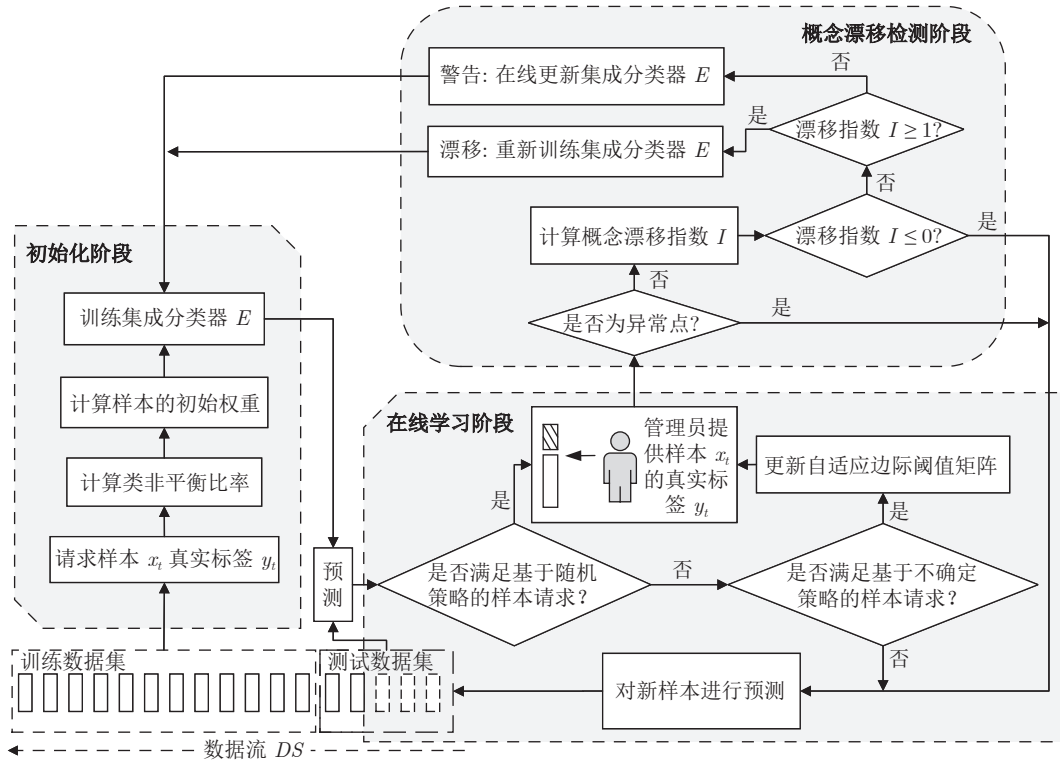 概念漂移检测阶段
否
警告: 在线更新集成分类器 E
是
漂移指数 I ≥ 1?
漂移: 重新训练集成分类器 E
否
计算概念漂移指数 I
漂移指数 I ≤ 0?
是
初始化阶段
否
是
训练集成分类器 E
是否为异常点?
计算样本的初始权重
在线学习阶段
管理员提
供样本 x_t
的真实标
签 y_t
更新自适应边际阈值矩阵
计算类非平衡比率
是
是
请求样本 x_t 真实标签 y_t
预
测
是否满足基于随机
策略的样本请求?
否
是否满足基于不确定
策略的样本请求?
否
训练数据集
测试数据集
对新样本进行预测
数据流 DS